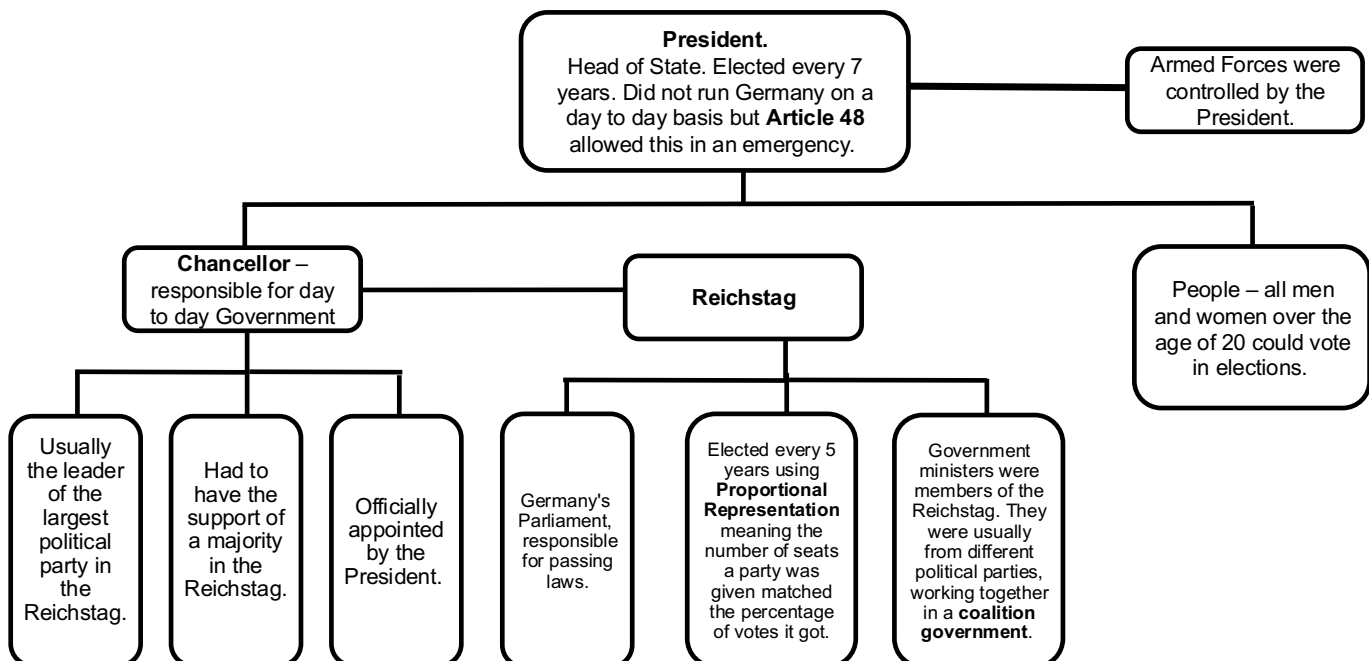 President.
Head of State. Elected every 7
years. Did not run Germany on a
day to day basis but Article 48
allowed this in an emergency.
Armed Forces were
controlled by the
President.
Chancellor –
responsible for day
to day Government
Reichstag
People – all men
and women over the
age of 20 could vote
in elections.
Usually
the leader
of the
largest
political
party in
the
Reichstag.
Had to
have the
support of
a majority
in the
Reichstag.
Officially
appointed
by the
President.
Germany's
Parliament,
responsible
for passing
laws.
Elected every 5
years using
Proportional
Representation
meaning the
number of seats
a party was
given matched
the percentage
of votes it got.
Government
ministers were
members of the
Reichstag. They
were usually
from different
political parties,
working together
in a coalition
government.